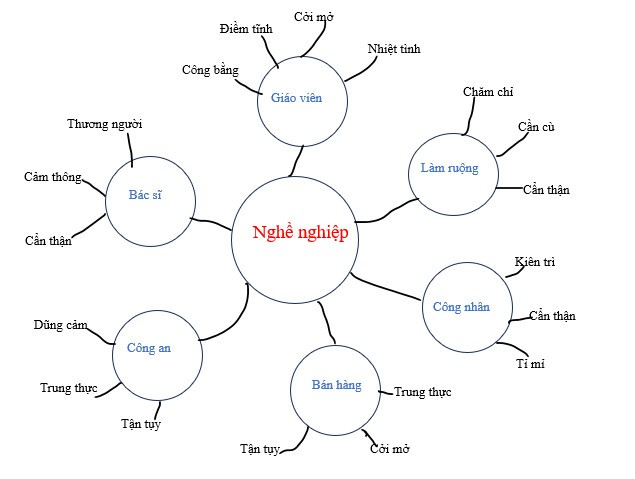 Cởi mở
Điềm tĩnh
Nhiệt tình
Công bằng
Giáo viên
Chăm chỉ
Thương người
Cần cù
Làm ruộng
Cảm thông
Bác sĩ
Cẩn thận
Cẩn thận
Nghề nghiệp
Kiên trì
Công nhân
Cẩn thận
Tỉ mỉ
Dũng cảm
Công an
Trung thực
Tận tụy
Bán hàng
Trung thực
Tận tụy
Cởi mở